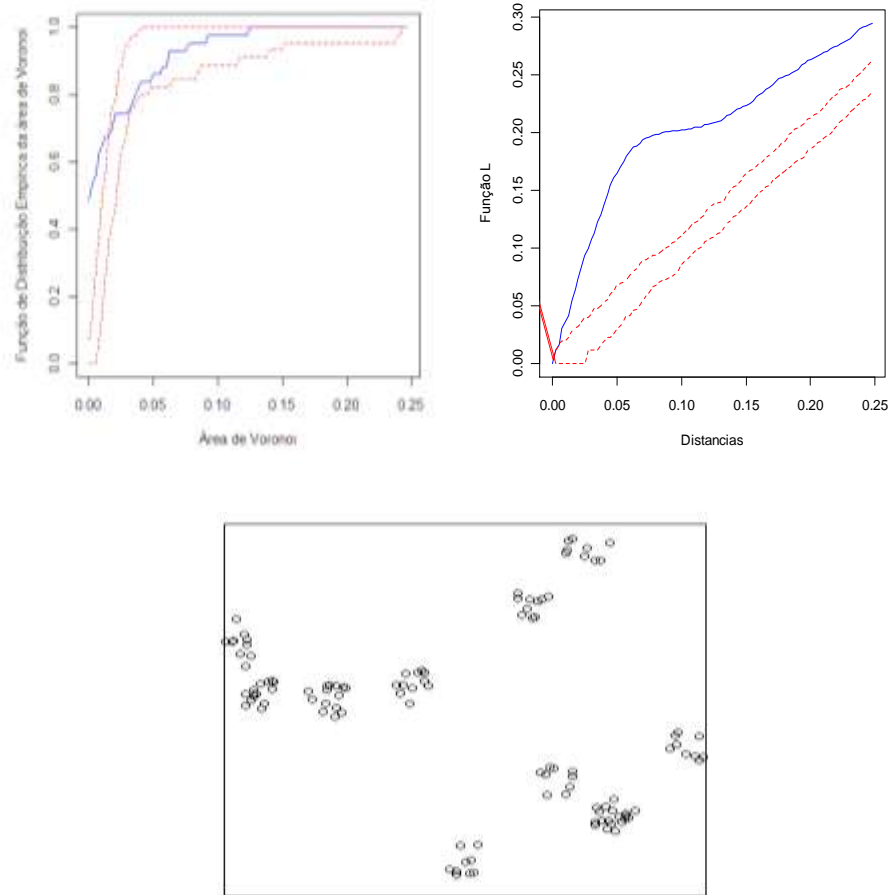 Função de Distribuição Empírica da área de Voronoi
0.0 0.2 0.4 0.6 0.8 1.0
0.00 0.05 0.10 0.15 0.20 0.25
Área de Voronoi
Função L
0.00 0.05 0.10 0.15 0.20 0.25 0.30
0.00 0.05 0.10 0.15 0.20 0.25
Distancias